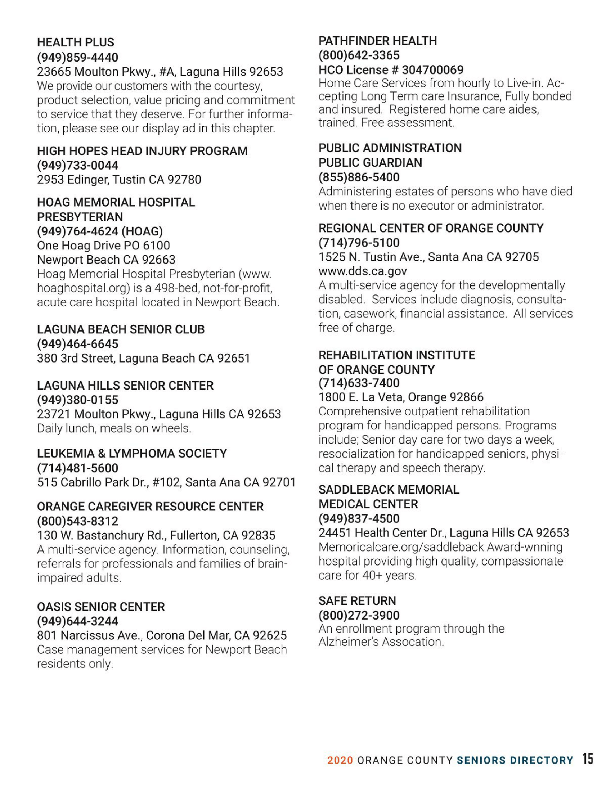 HEALTH PLUS
(949)859-4440
23665 Moulton Pkwy., #A, Laguna Hills 92653
We provide our customers with the courtesy,
product selection, value pricing and commitment
to service that they deserve. For further informa-
tion, please see our display ad in this chapter.
HIGH HOPES HEAD INJURY PROGRAM
(949)733-0044
2953 Edinger, Tustin CA 92780
HOAG MEMORIAL HOSPITAL
PRESBYTERIAN
(949)764-4624 (HOAG)
One Hoag Drive PO 6100
Newport Beach CA 92663
Hoag Memorial Hospital Presbyterian (www.
hoaghospital.org) is a 498-bed, not-for-profit,
acute care hospital located in Newport Beach.
LAGUNA BEACH SENIOR CLUB
(949)464-6645
380 3rd Street, Laguna Beach CA 92651
LAGUNA HILLS SENIOR CENTER
(949)380-0155
23721 Moulton Pkwy., Laguna Hills CA 92653
Daily lunch, meals on wheels.
LEUKEMIA & LYMPHOMA SOCIETY
(714)481-5600
515 Cabrillo Park Dr., #102, Santa Ana CA 92701
ORANGE CAREGIVER RESOURCE CENTER
(800)543-8312
130 W. Bastanchury Rd., Fullerton, CA 92835
A multi-service agency. Information, counseling,
referrals for professionals and families of brain-
impaired adults.
OASIS SENIOR CENTER
(949)644-3244
801 Narcissus Ave., Corona Del Mar, CA 92625
Case management services for Newport Beach
residents only.
PATHFINDER HEALTH
(800)642-3365
HCO License # 304700069
Home Care Services from hourly to Live-in. Ac-
cepting Long Term care Insurance, Fully bonded
and insured.  Registered home care aides,
trained. Free assessment.
PUBLIC ADMINISTRATION
PUBLIC GUARDIAN
(855)886-5400
Administering estates of persons who have died
when there is no executor or administrator.
REGIONAL CENTER OF ORANGE COUNTY
(714)796-5100
1525 N. Tustin Ave., Santa Ana CA 92705
www.dds.ca.gov
A multi-service agency for the developmentally
disabled.  Services include diagnosis, consulta-
tion, casework, financial assistance.  All services
free of charge.
REHABILITATION INSTITUTE
OF ORANGE COUNTY
(714)633-7400
1800 E. La Veta, Orange 92866
Comprehensive outpatient rehabilitation
program for handicapped persons. Programs
include; Senior day care for two days a week,
resocialization for handicapped seniors, physi
cal therapy and speech therapy.
SADDLEBACK MEMORIAL
MEDICAL CENTER
(949)837-4500
24451 Health Center Dr., Laguna Hills CA 92653
Memoricalcare.org/saddleback Award-wnning
hospital providing high quality, compassionate
care for 40+ years.
SAFE RETURN
(800)272-3900
An enrollment program through the
Alzheimer's Assocation.
2020 ORANGE COUNTY SENIORS DIRECTORY 15